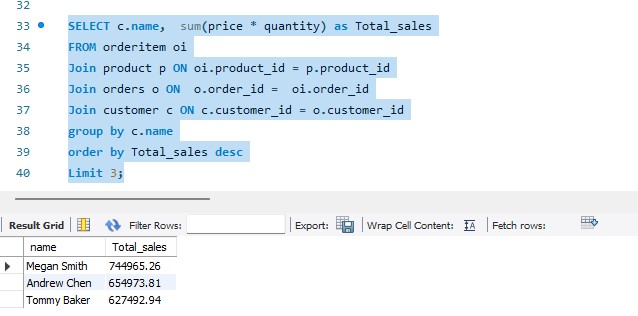 32
33 SELECT c.name,  sum(price * quantity) as Total_sales
34 FROM orderitem oi
35 Join product p ON oi.product_id = p.product_id
36 Join orders o ON  o.order_id =  oi.order_id
37 Join customer c ON c.customer_id = o.customer_id
38 group by c.name
39 order by Total_sales desc
40 Limit 3;
Result Grid Filter Rows: Export: Wrap Cell Content: IA Fetch rows:
name Total_sales
Megan Smith 744965.26
Andrew Chen 654973.81
Tommy Baker 627492.94